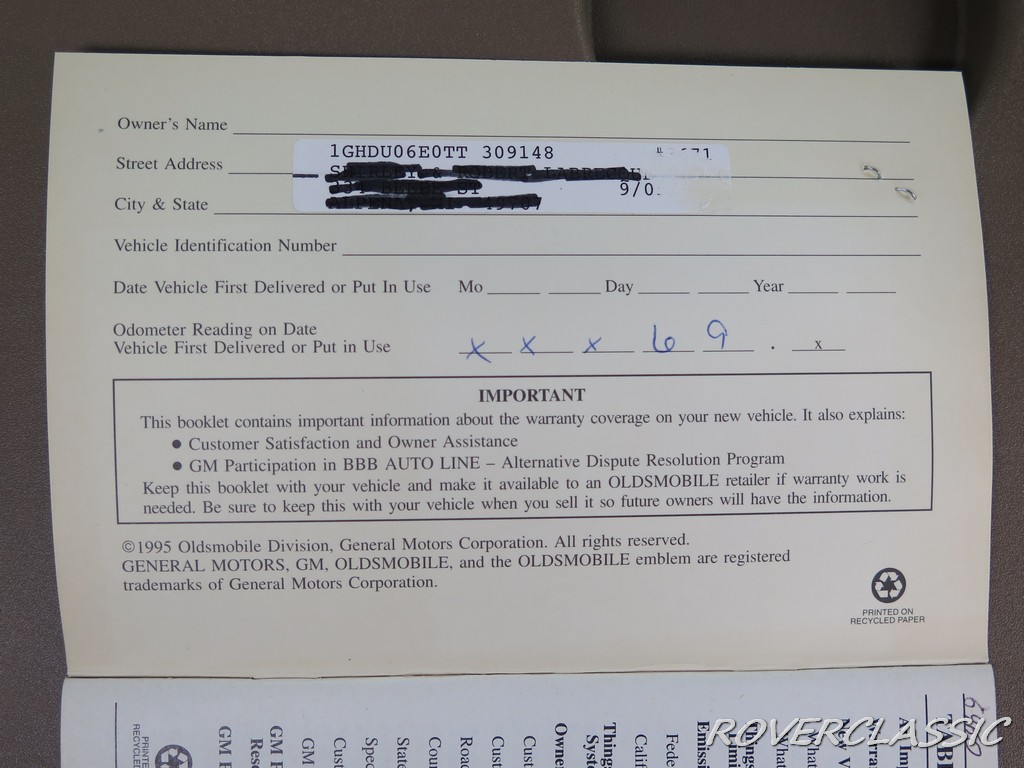 Owner's Name
1GHDU06E0TT 309148
Street Address
9/0
City & State
Vehicle Identification Number
Date Vehicle First Delivered or Put In Use Mo Day Year
Odometer Reading on Date
Vehicle First Delivered or Put in Use x x x 6 9 . x
IMPORTANT
This booklet contains important information about the warranty coverage on your new vehicle. It also explains:
● Customer Satisfaction and Owner Assistance
● GM Participation in BBB AUTO LINE – Alternative Dispute Resolution Program
Keep this booklet with your vehicle and make it available to an OLDSMOBILE retailer if warranty work is
needed. Be sure to keep this with your vehicle when you sell it so future owners will have the information.
©1995 Oldsmobile Division, General Motors Corporation. All rights reserved.
GENERAL MOTORS, GM, OLDSMOBILE, and the OLDSMOBILE emblem are registered
trademarks of General Motors Corporation.
PRINTED ON
RECYCLED PAPER
ROVERCLASSIC